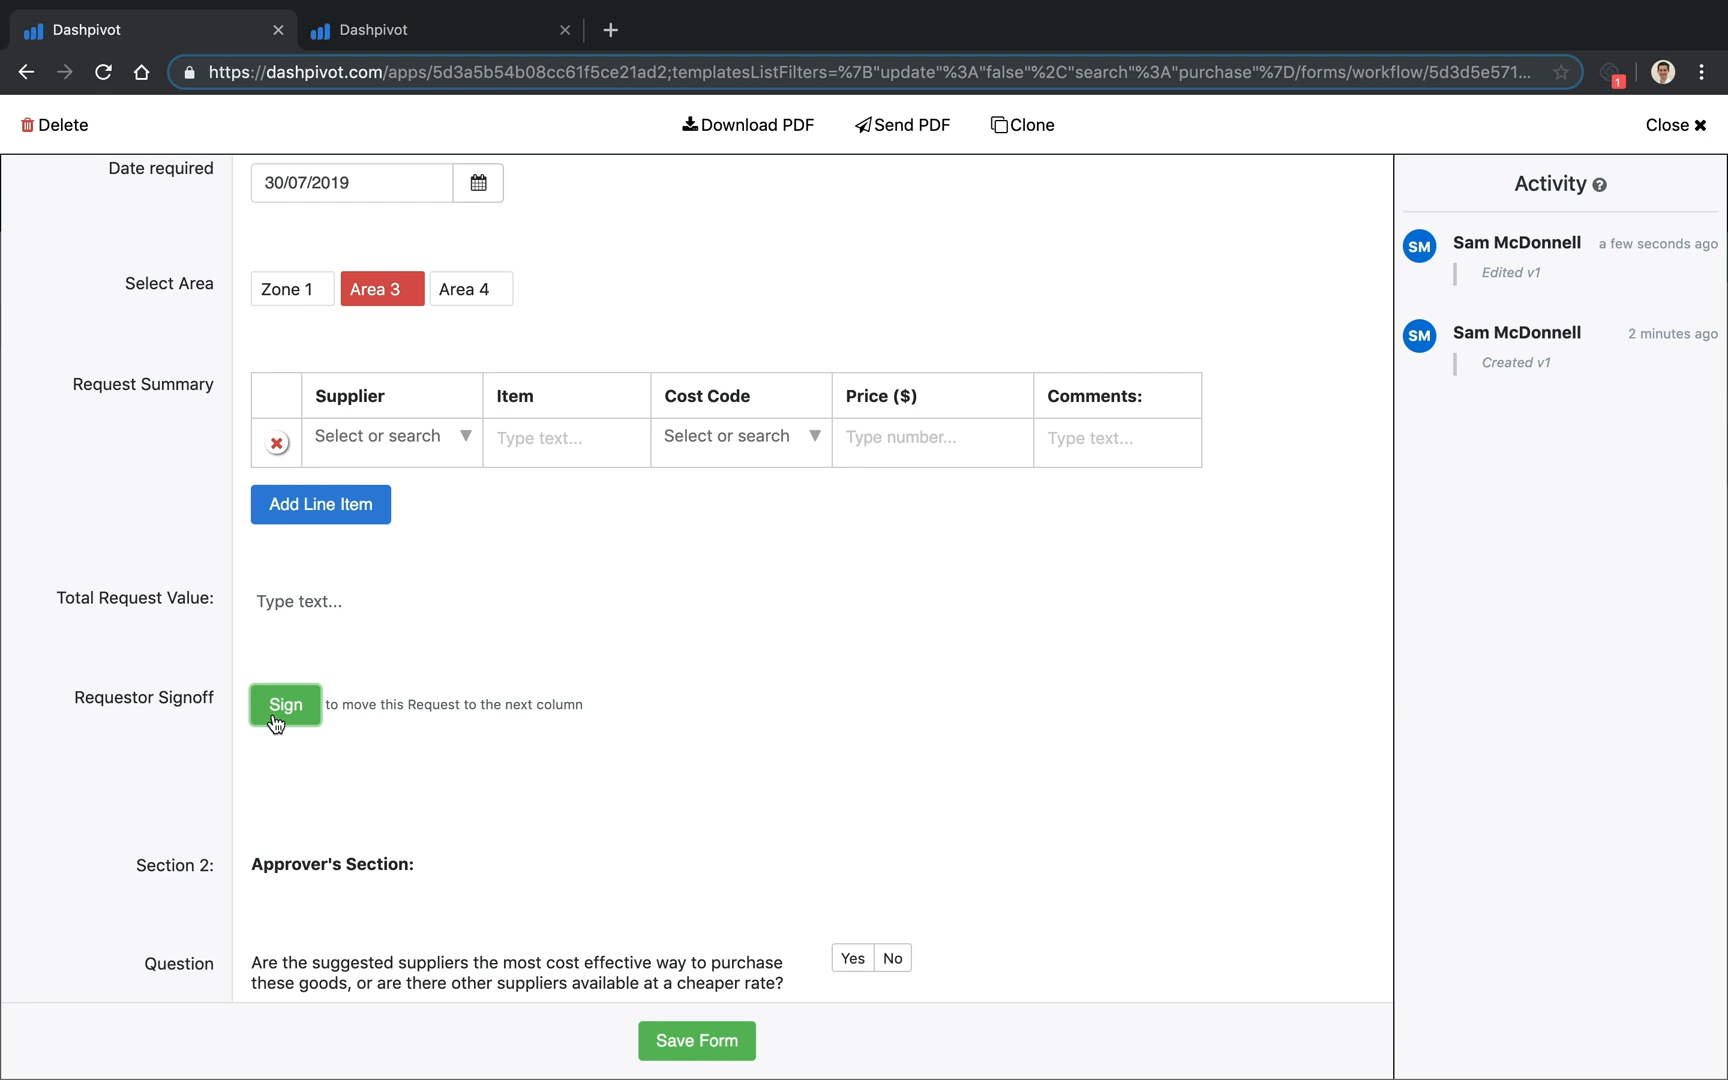 Dashpivot
Dashpivot
https://dashpivot.com/apps/5d3a5b54b08cc61f5ce21ad2;templatesListFilters=%7B"update"%3A"false"%2C"search"%3A"purchase"%7D/forms/workflow/5d3d5e571...
1
Delete
Download PDF
Send PDF
Clone
Close
Date required
30/07/2019
Select Area
Zone 1
Area 3
Area 4
Request Summary
Supplier
Item
Cost Code
Price ($)
Comments:
Select or search
Type text...
Select or search
Type number...
Type text...
Add Line Item
Total Request Value:
Type text...
Requestor Signoff
Sign
to move this Request to the next column
Section 2:
Approver's Section:
Question
Are the suggested suppliers the most cost effective way to purchase
these goods, or are there other suppliers available at a cheaper rate?
Yes
No
Save Form
Activity
SM
Sam McDonnell
a few seconds ago
Edited v1
SM
Sam McDonnell
2 minutes ago
Created v1